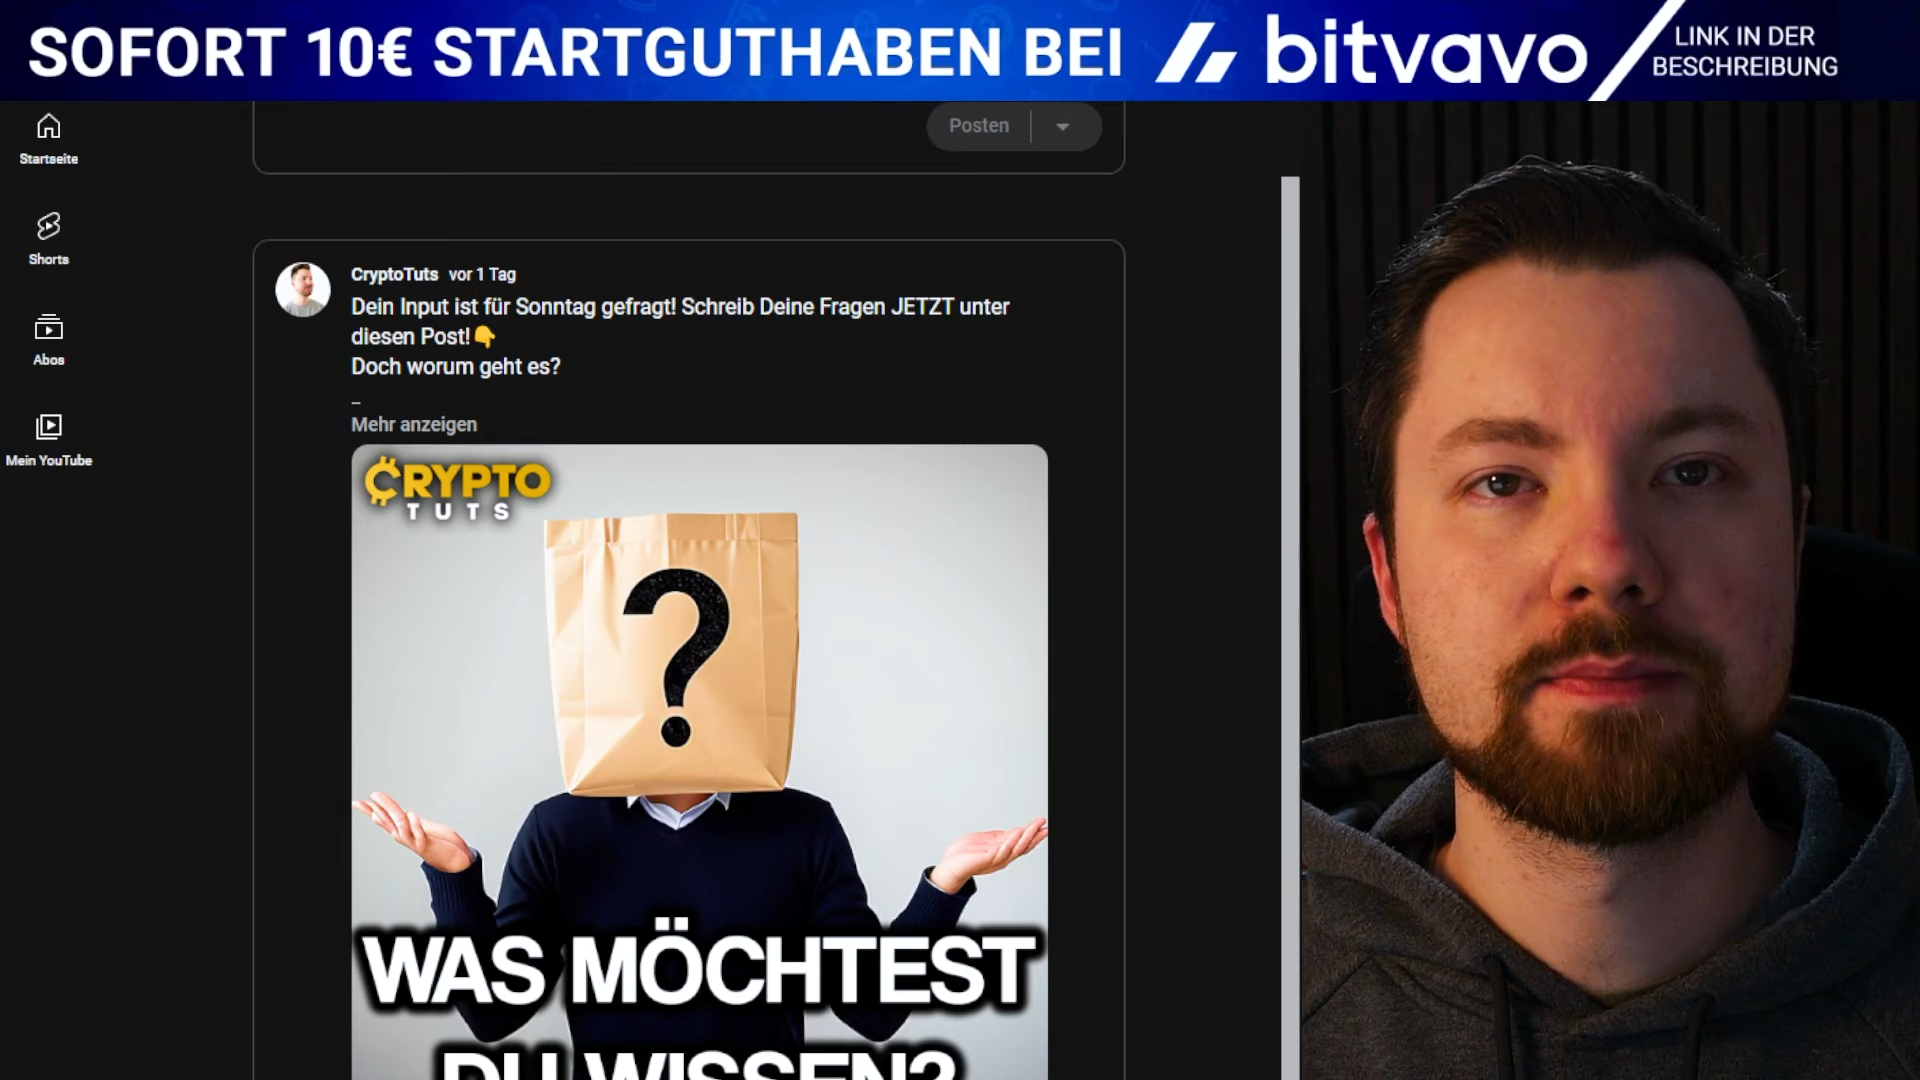 SOFORT 10€ STARTGUTHABEN BEI bitvavo
LINK IN DER
BESCHREIBUNG
Startseite
Shorts
Abos
Mein YouTube
Posten
CryptoTuts vor 1 Tag
Dein Input ist für Sonntag gefragt! Schreib Deine Fragen JETZT unter
diesen Post!👇
Doch worum geht es?
_
Mehr anzeigen
CRYPTO
TUTS
?
WAS MÖCHTEST
DU WISSEN?